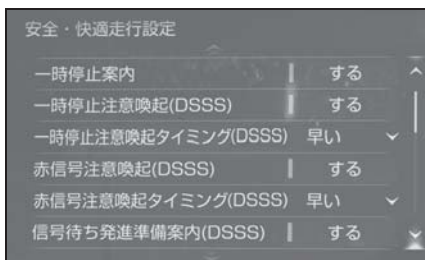 安全・快適走行設定
一時停止案内 する
一時停止注意喚起(DSSS) する
一時停止注意喚起タイミング(DSSS) 早い
赤信号注意喚起(DSSS) する
赤信号注意喚起タイミング(DSSS) 早い
信号待ち発進準備案内(DSSS) する